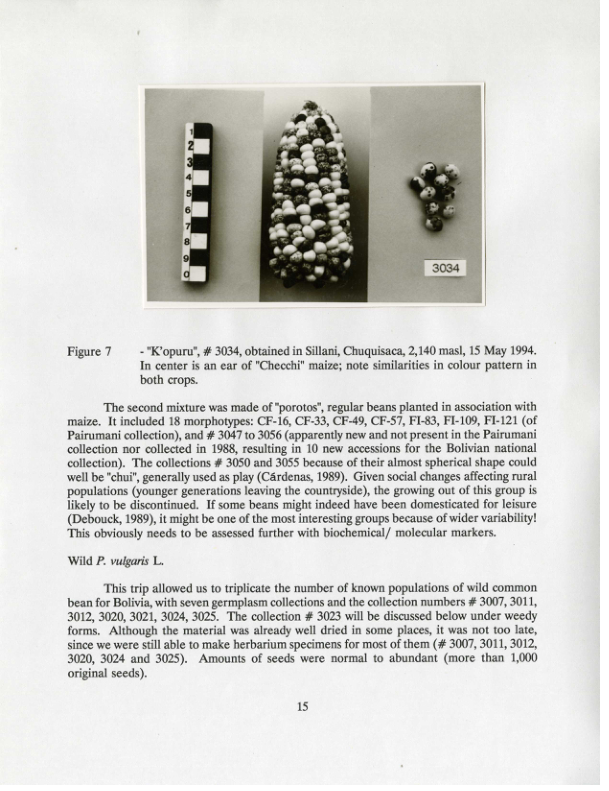 1
2
3
4
5
6
7
8
9
0
3034
Figure 7 - "K'opuru", # 3034, obtained in Sillani, Chuquisaca, 2,140 masl, 15 May 1994.
In center is an ear of "Checchi" maize; note similarities in colour pattern in
both crops.
The second mixture was made of "porotos", regular beans planted in association with
maize. It included 18 morphotypes: CF-16, CF-33, CF-49, CF-57, FI-83, FI-109, FI-121 (of
Pairumani collection), and # 3047 to 3056 (apparently new and not present in the Pairumani
collection nor collected in 1988, resulting in 10 new accessions for the Bolivian national
collection). The collections # 3050 and 3055 because of their almost spherical shape could
well be "chui", generally used as play (Cárdenas, 1989). Given social changes affecting rural
populations (younger generations leaving the countryside), the growing out of this group is
likely to be discontinued. If some beans might indeed have been domesticated for leisure
(Debouck, 1989), it might be one of the most interesting groups because of wider variability!
This obviously needs to be assessed further with biochemical/ molecular markers.
Wild P. vulgaris L.
This trip allowed us to triplicate the number of known populations of wild common
bean for Bolivia, with seven germplasm collections and the collection numbers # 3007, 3011,
3012, 3020, 3021, 3024, 3025. The collection # 3023 will be discussed below under weedy
forms. Although the material was already well dried in some places, it was not too late,
since we were still able to make herbarium specimens for most of them (# 3007, 3011, 3012,
3020, 3024 and 3025). Amounts of seeds were normal to abundant (more than 1,000
original seeds).
15